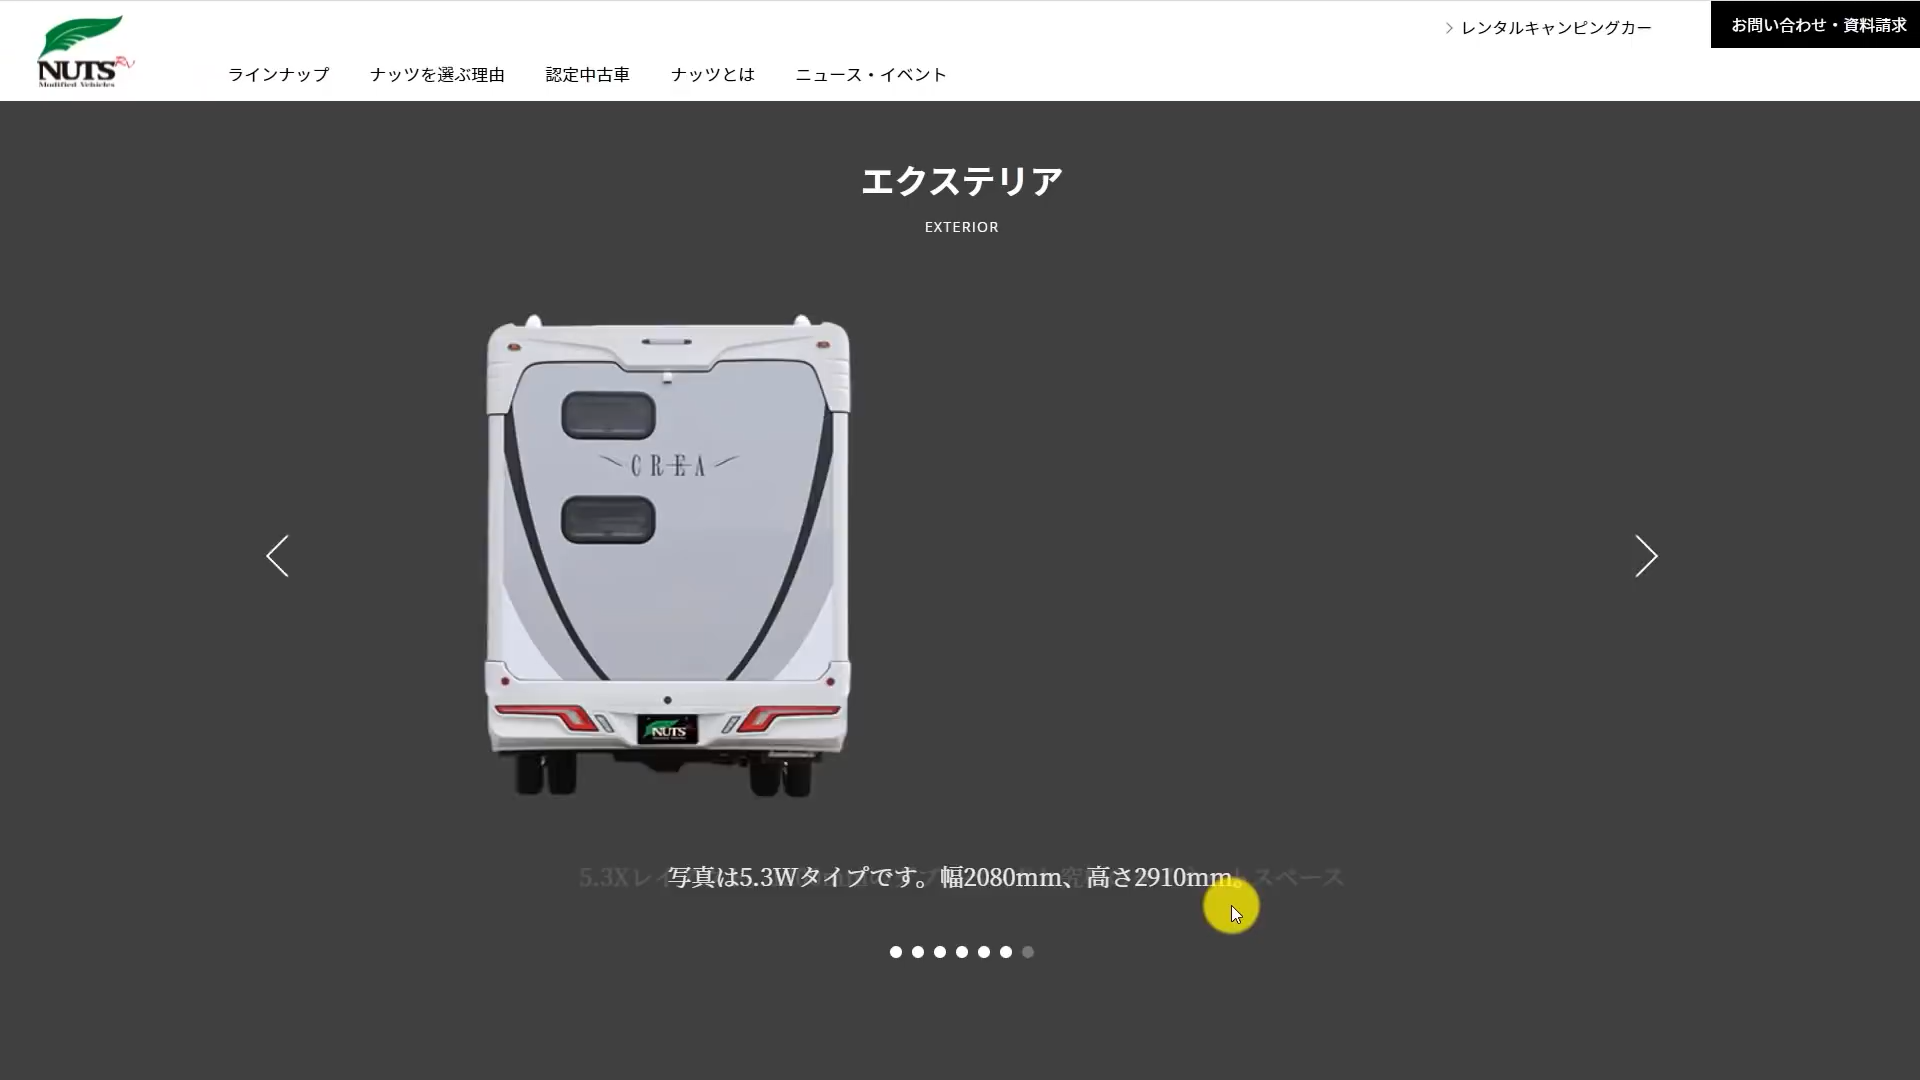 NUTS RV
Modified Vehicles
レンタルキャンピングカー
お問い合わせ・資料請求
ラインナップ
ナッツを選ぶ理由
認定中古車
ナッツとは
ニュース・イベント
エクステリア
EXTERIOR
CREA
NUTS
写真は5.3Wタイプです。幅2080mm、高さ2910mm。